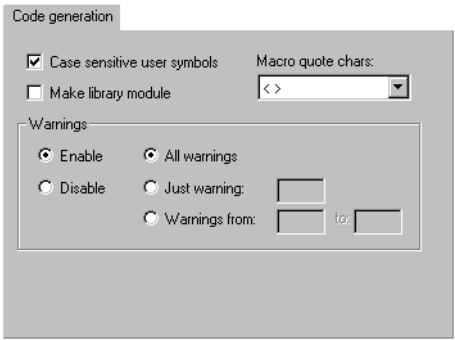 Code generation
Case sensitive user symbols
Macro quote chars:
Make library module
< >
Warnings
Enable
All warnings
Disable
Just warning:
Warnings from:
to: